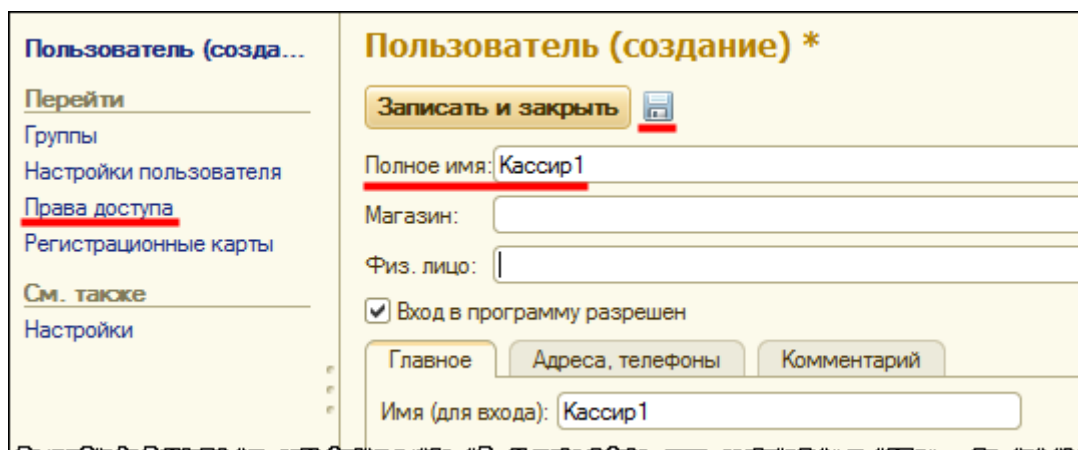 Пользователь (созда...
Перейти
Группы
Настройки пользователя
Права доступа
Регистрационные карты
См. также
Настройки
Пользователь (создание) *
Записать и закрыть
Полное имя: Кассир1
Магазин:
Физ. лицо:
Вход в программу разрешен
Главное Адреса, телефоны Комментарий
Имя (для входа): Кассир1